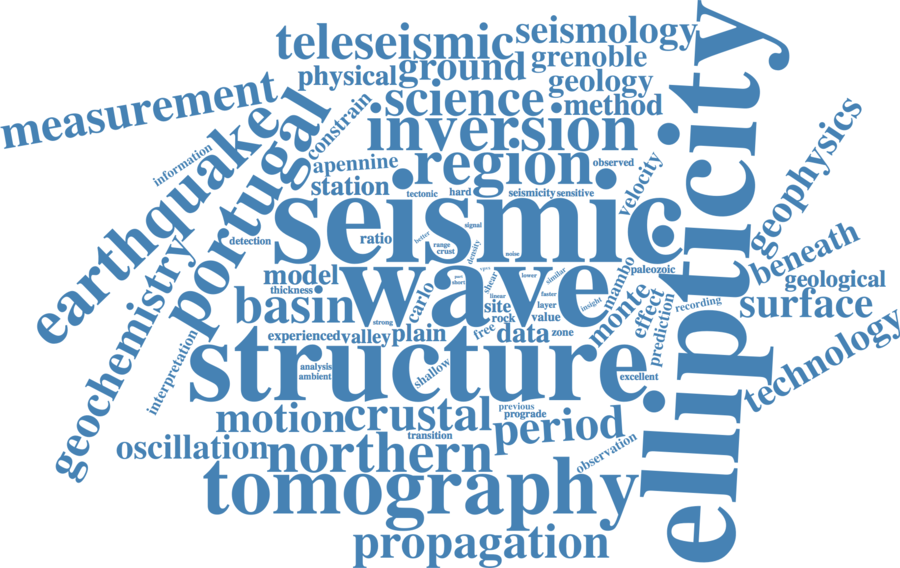 seismology
teleseismic
grenoble
physical
ground
geology
measurement
science
method
constrain
inversion
information
earthquake
portugal
apennine
region
observed
velocity
geophysics
station
tectonic
hard
seismicity
sensitive
ellipticity
seismic
signal
detection
ratio
better
range
crust
density
noise
beneath
model
wave
mambo
paleozoic
geological
thickness
short
shear
lower
similar
geochemistry
basin
carlo
linear
faster
site
layer
insight
monte
effect
recording
surface
strong
rock
value
experienced
valley
plain
free
data
zone
prediction
technology
interpretation
structure
analysis
ambient
shallow
excellent
motion
crustal
previous
prograde
period
transition
oscillation
northern
observation
tomography
propagation